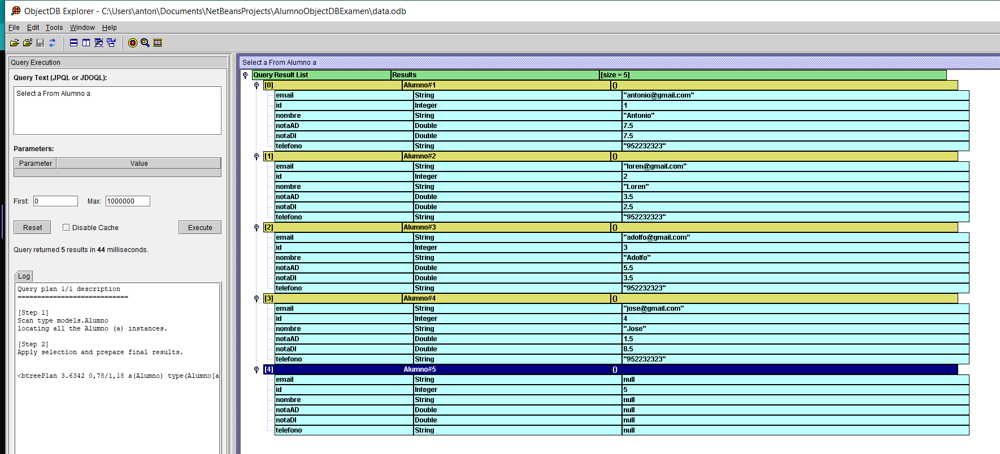 ObjectDB Explorer - C:\Users\anton\Documents\NetBeansProjects\AlumnoObjectDBExamen\data.odb
File Edit Tools Window Help
Query Execution
Query Text (JPQL or JDOQL):
Select a From Alumno a
Parameters:
Parameter Value
First: 0 Max: 1000000
Reset Disable Cache Execute
Query returned 5 results in 44 milliseconds.
Log
Query plan 1/1 description
============================
[Step 1]
Scan type models.Alumno
locating all the Alumno (a) instances.
[Step 2]
Apply selection and prepare final results.
<btreePlan 3.6342 0,78/1,18 a(Alumno) type(Alumno[a
Select a From Alumno a
Query Result List Results [size = 5]
[0] Alumno#1 {}
email String "antonio@gmail.com"
id Integer 1
nombre String "Antonio"
notaAD Double 7.5
notaDI Double 7.5
telefono String "952232323"
[1] Alumno#2 {}
email String "loren@gmail.com"
id Integer 2
nombre String "Loren"
notaAD Double 3.5
notaDI Double 2.5
telefono String "952232323"
[2] Alumno#3 {}
email String "adolfo@gmail.com"
id Integer 3
nombre String "Adolfo"
notaAD Double 5.5
notaDI Double 3.5
telefono String "952232323"
[3] Alumno#4 {}
email String "jose@gmail.com"
id Integer 4
nombre String "Jose"
notaAD Double 1.5
notaDI Double 8.5
telefono String "952232323"
[4] Alumno#5 {}
email String null
id Integer 5
nombre String null
notaAD Double null
notaDI Double null
telefono String null